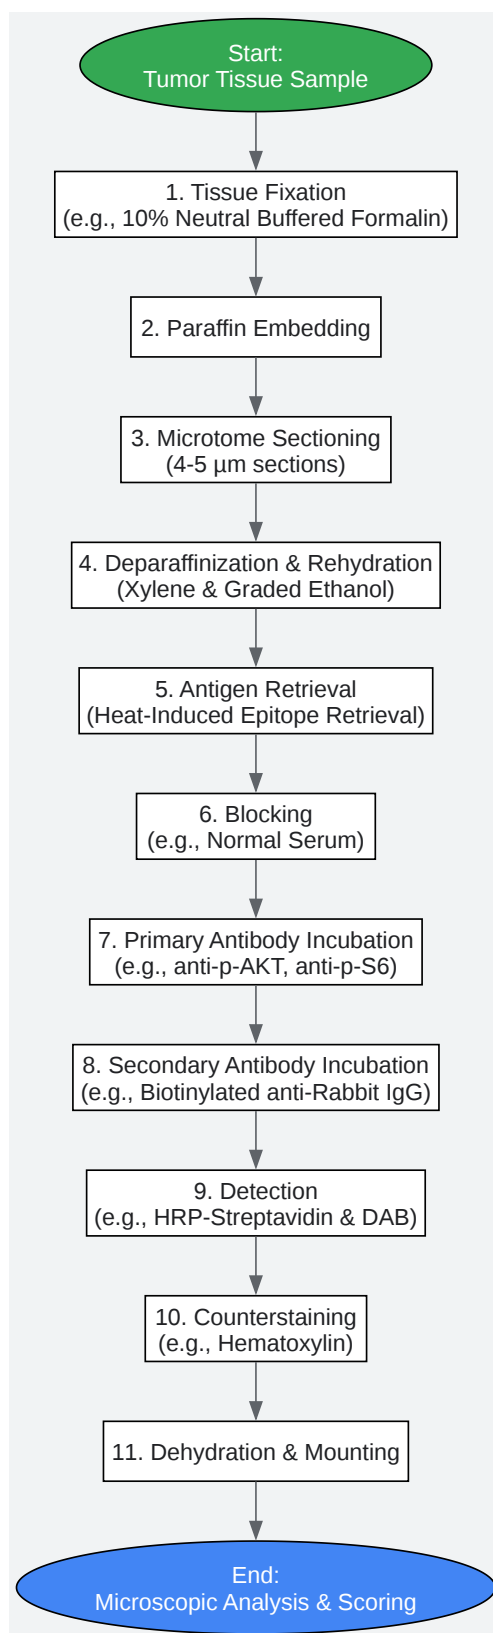 Start:
Tumor Tissue Sample
1. Tissue Fixation
(e.g., 10% Neutral Buffered Formalin)
2. Paraffin Embedding
3. Microtome Sectioning
(4-5 µm sections)
4. Deparaffinization & Rehydration
(Xylene & Graded Ethanol)
5. Antigen Retrieval
(Heat-Induced Epitope Retrieval)
6. Blocking
(e.g., Normal Serum)
7. Primary Antibody Incubation
(e.g., anti-p-AKT, anti-p-S6)
8. Secondary Antibody Incubation
(e.g., Biotinylated anti-Rabbit IgG)
9. Detection
(e.g., HRP-Streptavidin & DAB)
10. Counterstaining
(e.g., Hematoxylin)
11. Dehydration & Mounting
End:
Microscopic Analysis & Scoring